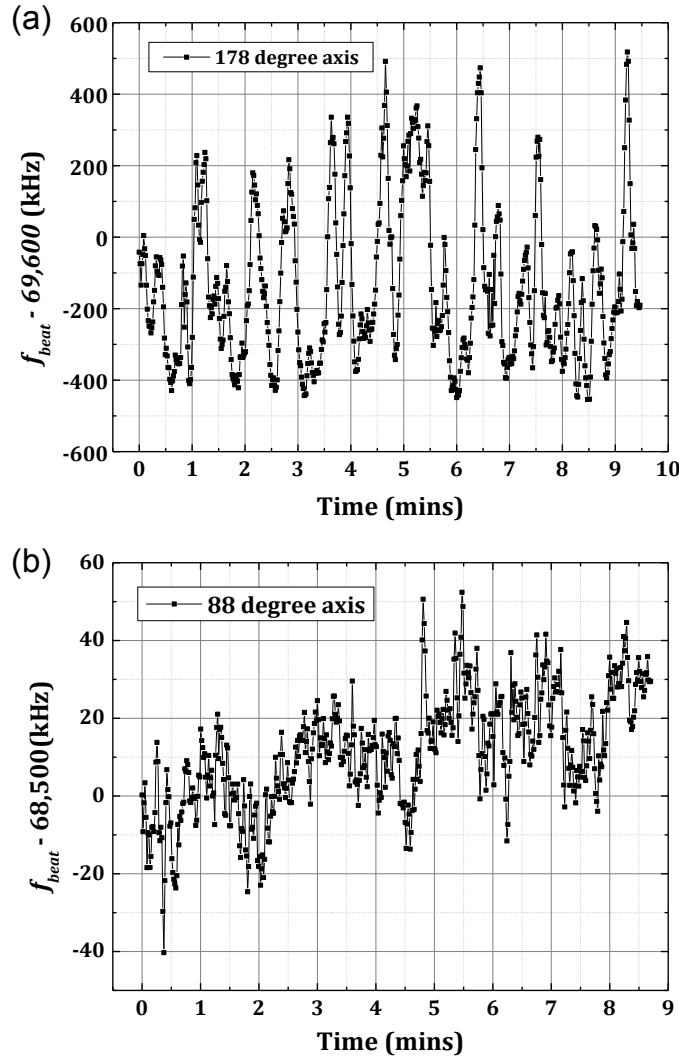 (a)
600
400
200
0
-200
-400
-600
f_beat - 69,600 (kHz)
178 degree axis
0 1 2 3 4 5 6 7 8 9 10
Time (mins)
(b)
60
40
20
0
-20
-40
f_beat - 68,500(kHz)
88 degree axis
0 1 2 3 4 5 6 7 8 9
Time (mins)